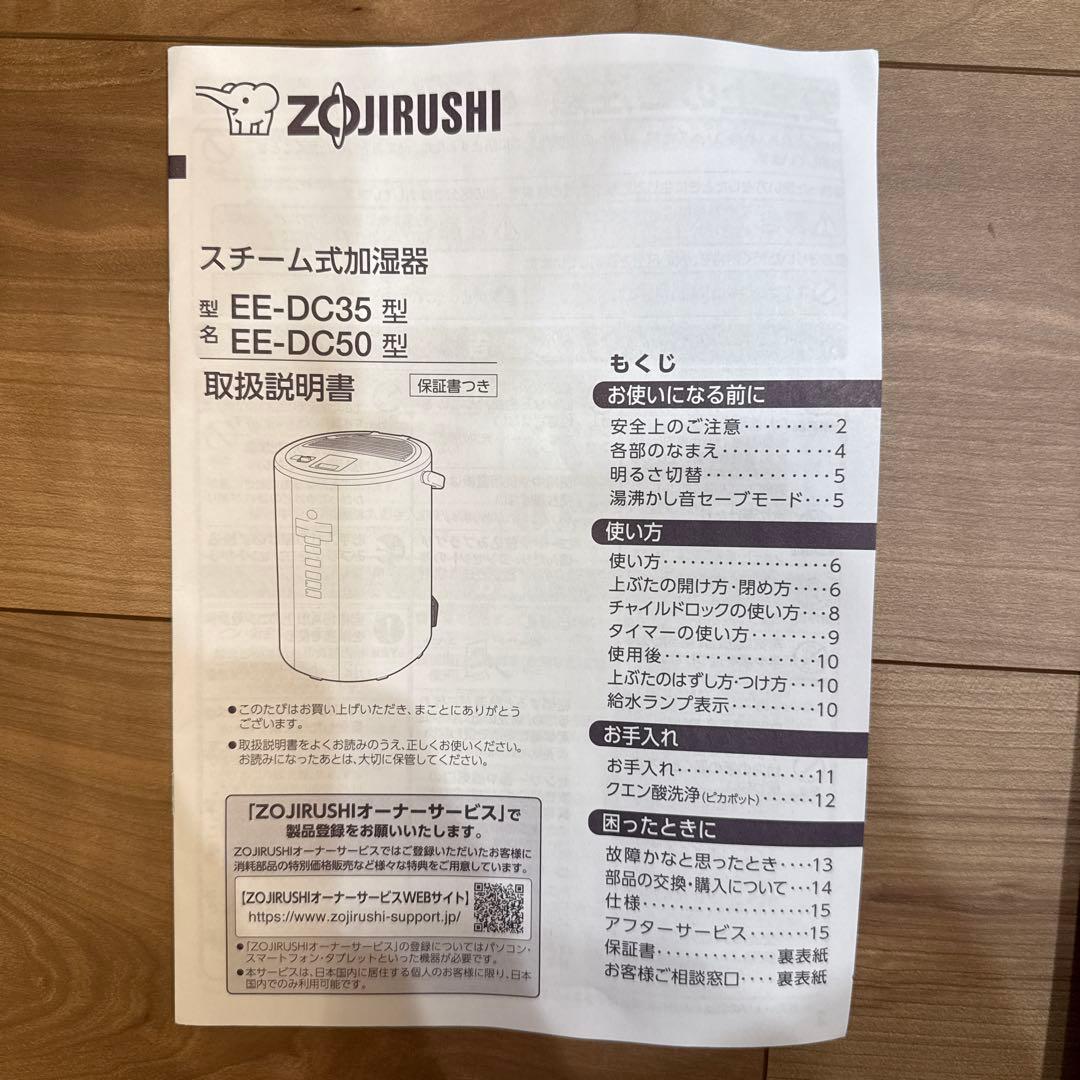 ZOJIRUSHI
スチーム式加湿器
型名 EE-DC35 型
EE-DC50 型
取扱説明書 保証書つき
●このたびはお買い上げいただき、まことにありがとう
ございます。
●取扱説明書をよくお読みのうえ、正しくお使いください。
お読みになったあとは、大切に保管してください。
「ZOJIRUSHIオーナーサービス」で
製品登録をお願いいたします。
ZOJIRUSHIオーナーサービスではご登録いただいたお客様に
消耗部品の特別価格販売など様々な特典をご用意しています。
【ZOJIRUSHIオーナーサービスWEBサイト】
https://www.zojirushi-support.jp/
●「ZOJIRUSHIオーナーサービス」の登録についてはパソコン・
スマートフォン・タブレットといった機器が必要です。
●本サービスは、日本国内に居住する個人のお客様に限り、日本
国内でのみ利用可能です。
もくじ
お使いになる前に
安全上のご注意・・・・・・・・・2
各部のなまえ・・・・・・・・・・・4
明るさ切替・・・・・・・・・・・・5
湯沸かし音セーブモード・・・5
使い方
使い方・・・・・・・・・・・・・・・・・6
上ぶたの開け方・閉め方・・・・6
チャイルドロックの使い方・・・8
タイマーの使い方・・・・・・・・9
使用後・・・・・・・・・・・・・・・10
上ぶたのはずし方・つけ方・・・10
給水ランプ表示・・・・・・・・・10
お手入れ
お手入れ・・・・・・・・・・・・・11
クエン酸洗浄(ピカポット)・・・・・・12
困ったときに
故障かなと思ったとき・・・・13
部品の交換・購入について・・・14
仕様・・・・・・・・・・・・・・・・15
アフターサービス・・・・・・・15
保証書・・・・・・・・・・・・・裏表紙
お客様ご相談窓口・・・・裏表紙